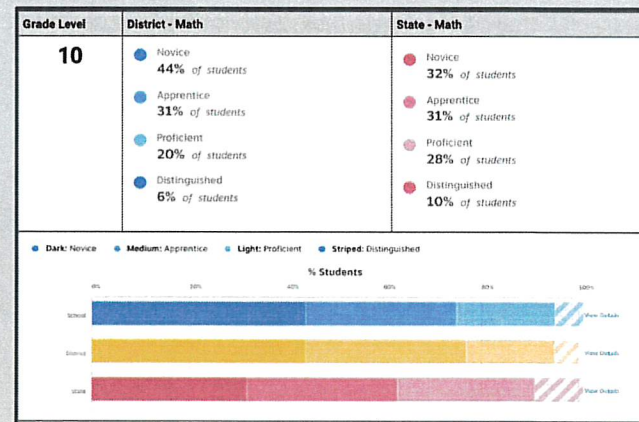 Grade Level District - Math State - Math
10
Novice
44% of students
Apprentice
31% of students
Proficient
20% of students
Distinguished
6% of students
Novice
32% of students
Apprentice
31% of students
Proficient
28% of students
Distinguished
10% of students
Dark: Novice Medium: Apprentice Light: Proficient Striped: Distinguished
% Students
0% 20% 40% 60% 80% 100%
School View Details
District View Details
State View Details